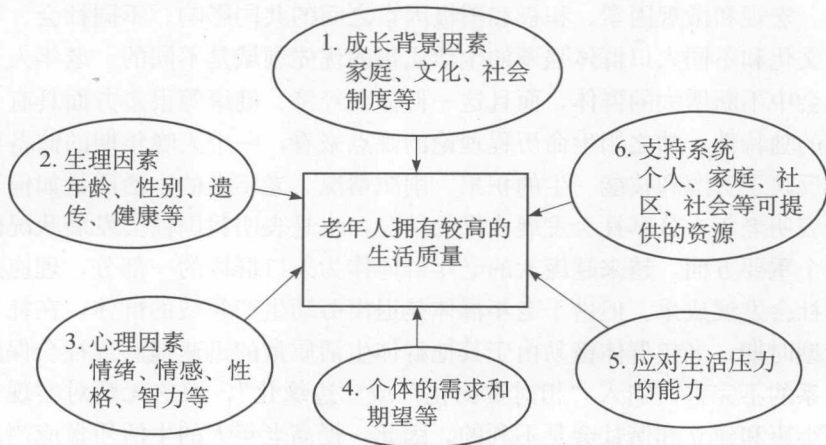 1. 成长背景因素
家庭、文化、社会
制度等
2. 生理因素
年龄、性别、遗
传、健康等
6. 支持系统
个人、家庭、社
区、社会等可提
供的资源
老年人拥有较高的
生活质量
3. 心理因素
情绪、情感、性
格、智力等
4. 个体的需求和
期望等
5. 应对生活压力
的能力